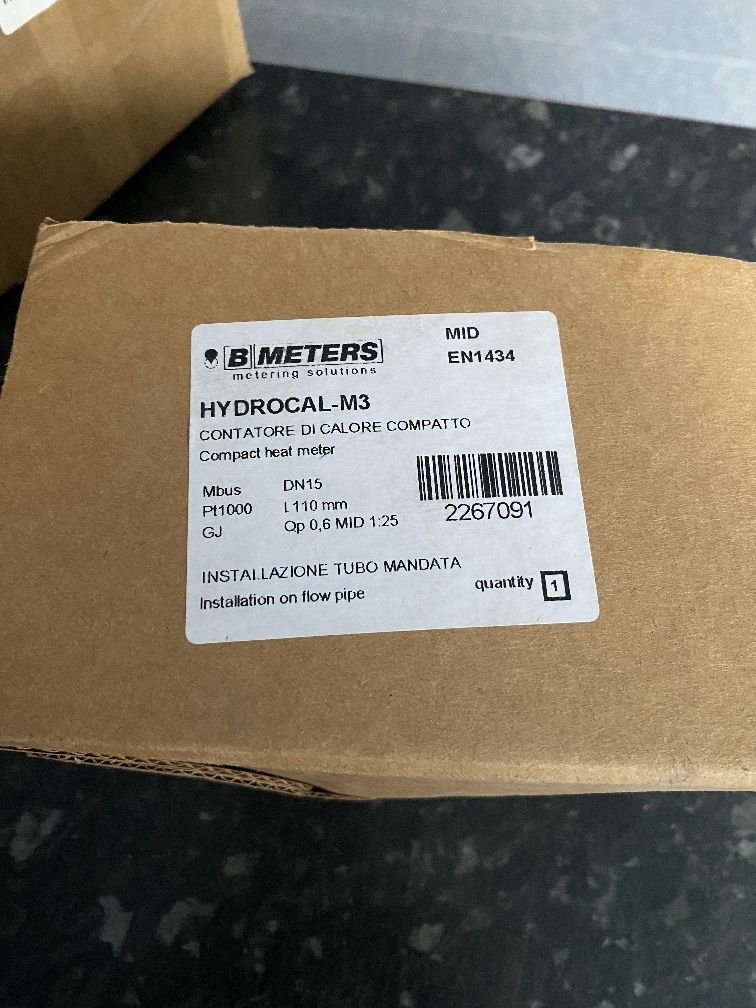 B METERS
metering solutions
MID
EN1434
HYDROCAL-M3
CONTATORE DI CALORE COMPATTO
Compact heat meter
Mbus DN15
Pt1000 L110 mm
GJ Qp 0,6 MID 1:25
2267091
INSTALLAZIONE TUBO MANDATA
Installation on flow pipe
quantity 1